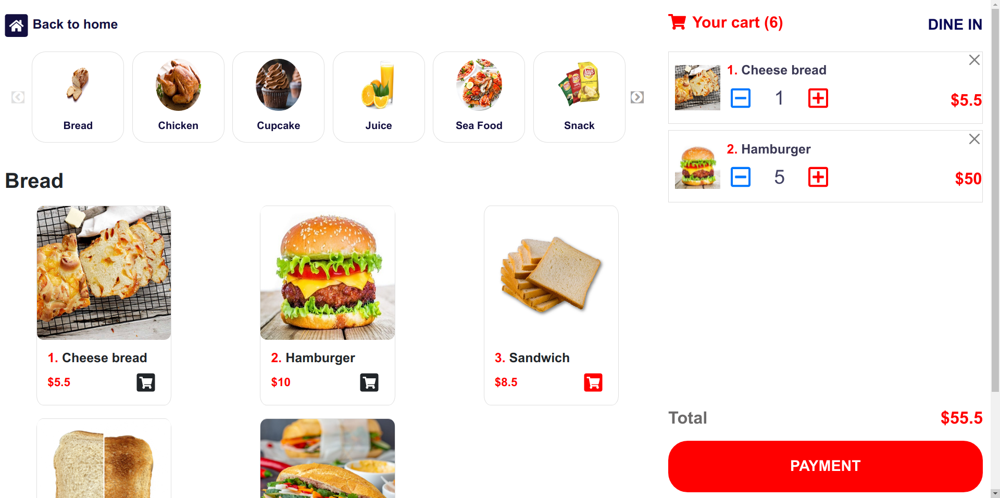 Back to home
Bread
Chicken
Cupcake
Juice
Lay's
Sea Food
Snack
Bread
1. Cheese bread
$5.5
2. Hamburger
$10
3. Sandwich
$8.5
Your cart (6)
DINE IN
1. Cheese bread
1
$5.5
2. Hamburger
5
$50
Total
$55.5
PAYMENT